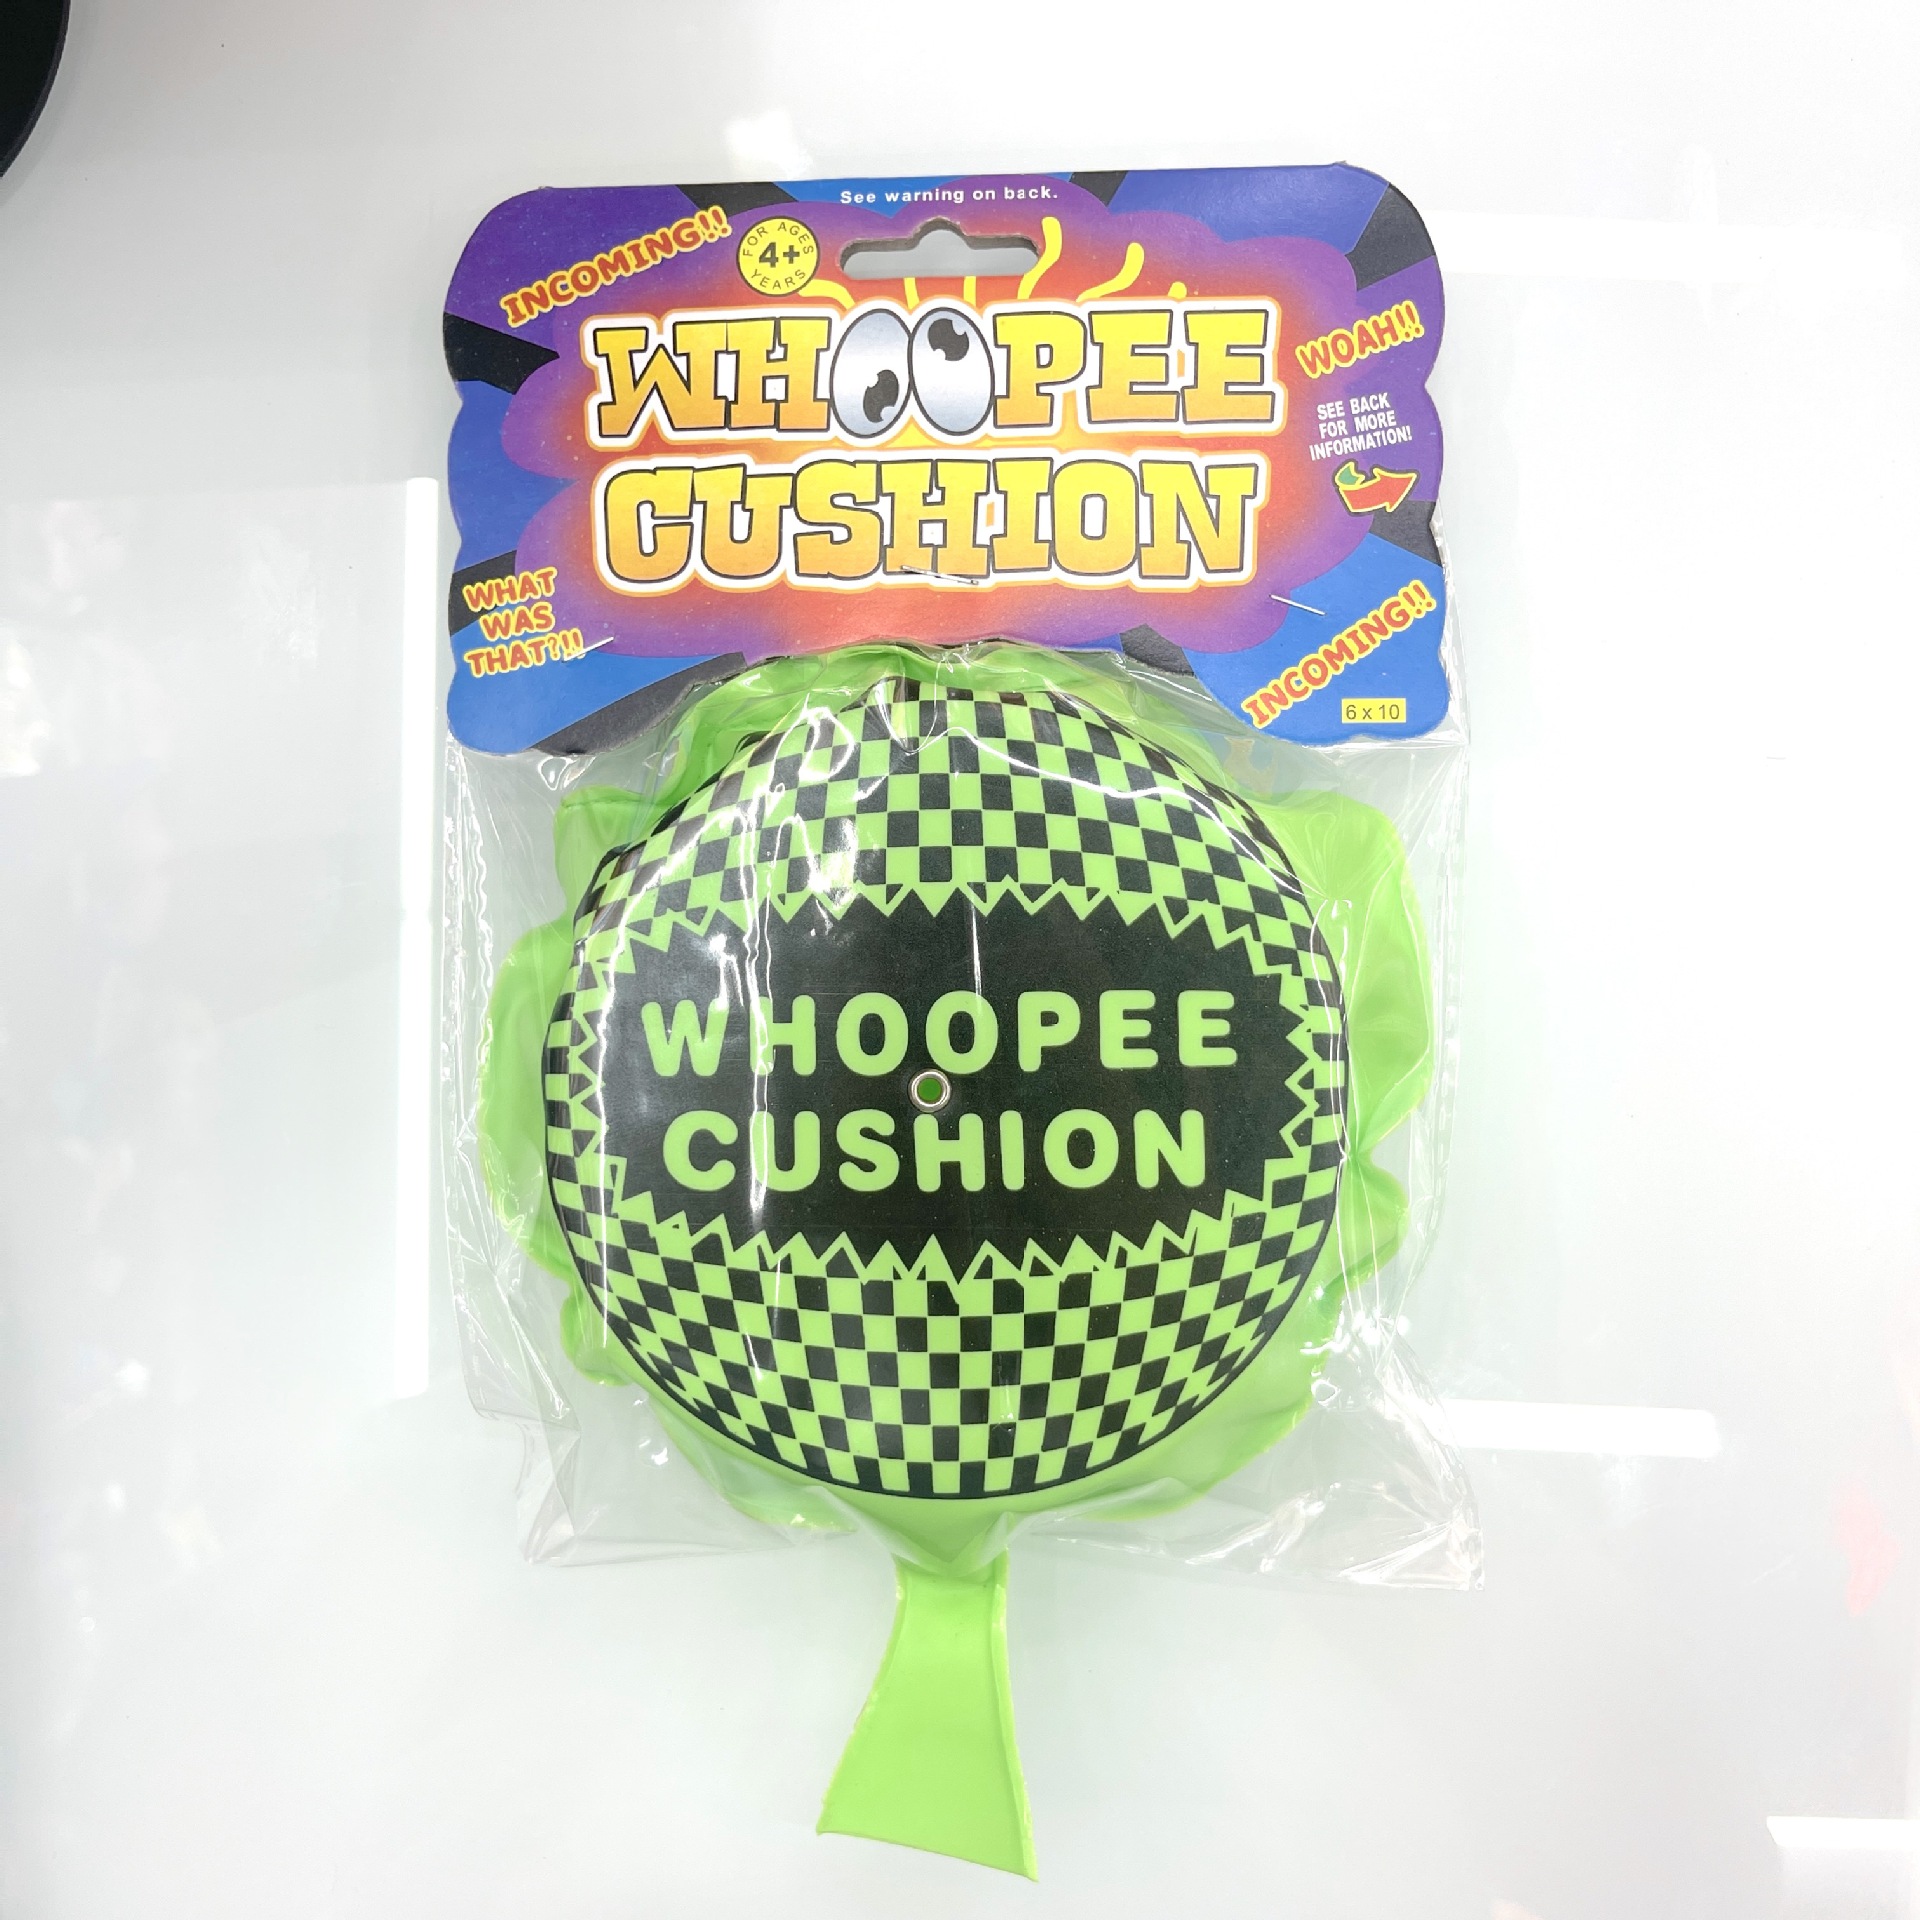 See warning on back.
INCOMING!!
FOR AGES
4+
YEARS
WHOOPEE
CUSHION
WOAH!!
SEE BACK
FOR MORE
INFORMATION!
WHAT
WAS
THAT?!!
INCOMING!!
6 x 10
WHOOPEE
CUSHION